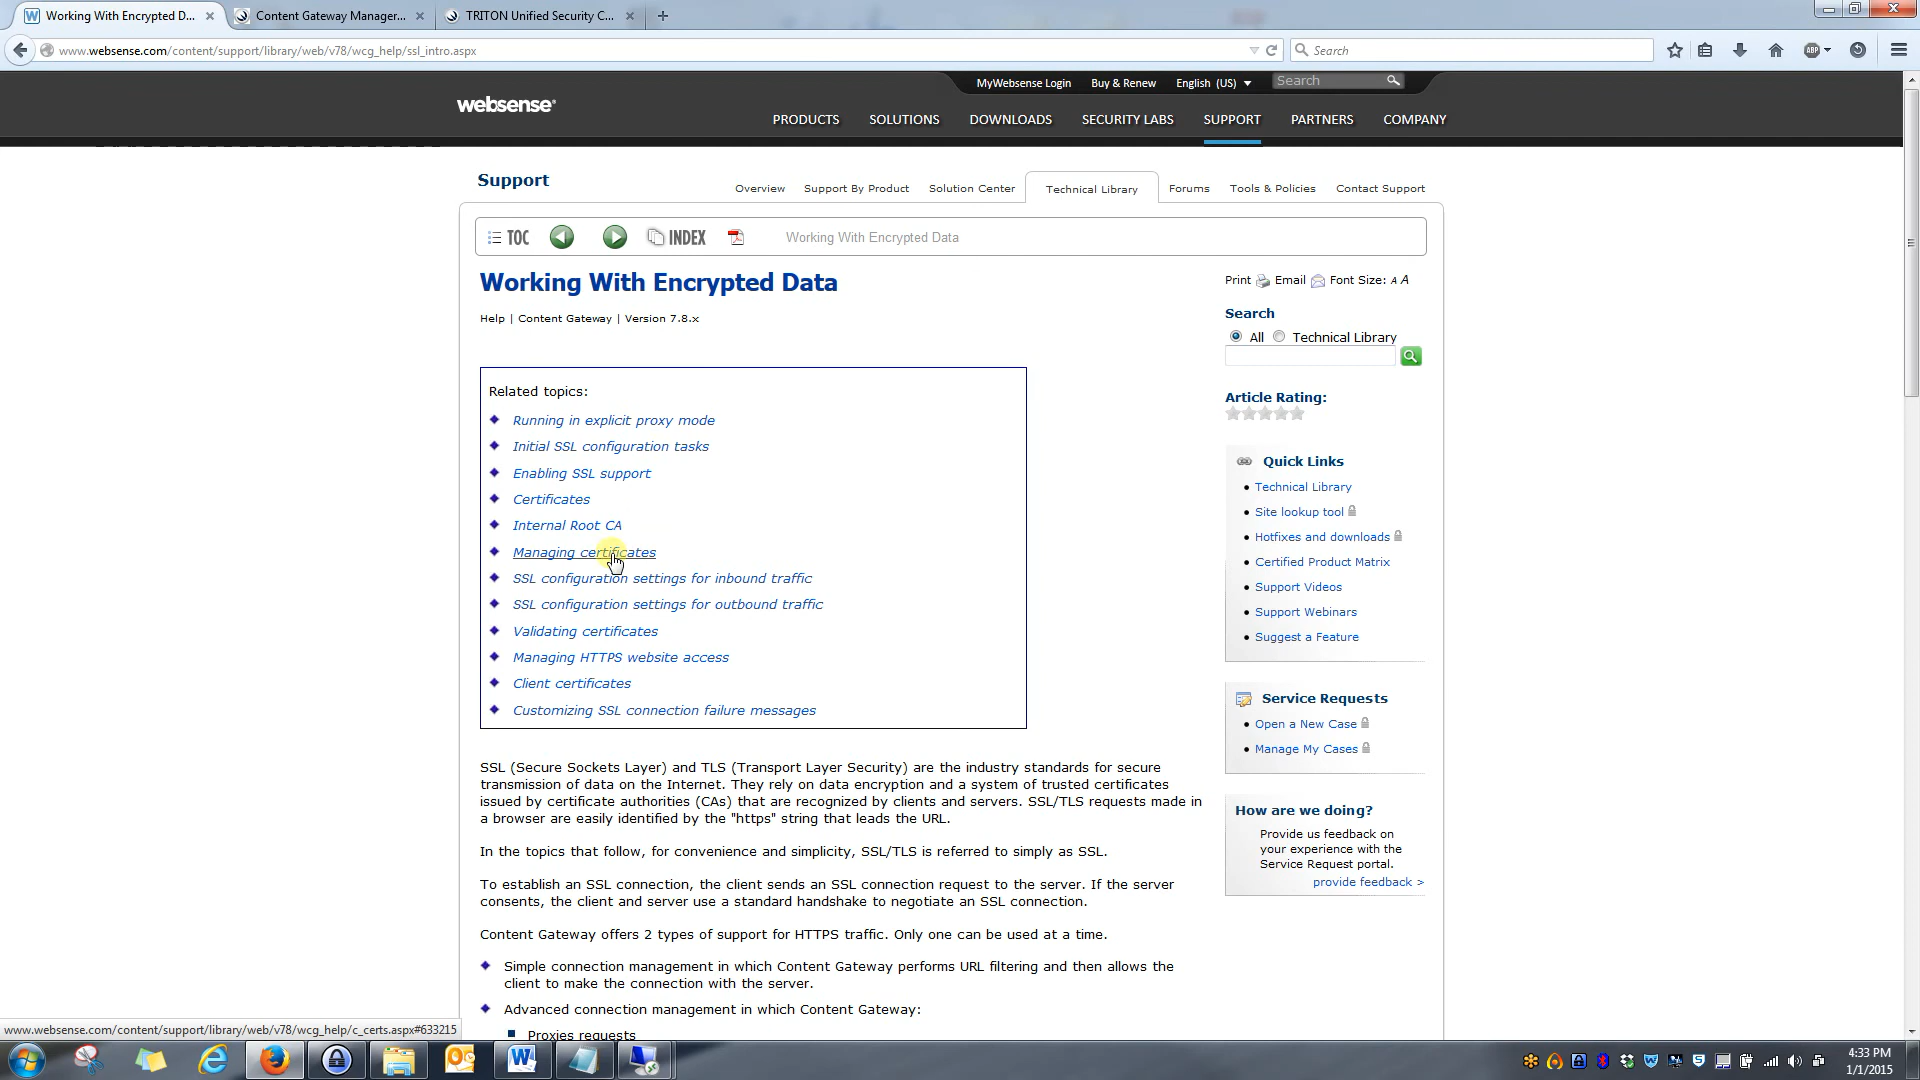 Working With Encrypted D...
Content Gateway Manager...
TRITON Unified Security C...
www.websense.com/content/support/library/web/v78/wcg_help/ssl_intro.aspx
Search
ABP
MyWebsense Login
Buy & Renew
English (US)
Search
websense
PRODUCTS
SOLUTIONS
DOWNLOADS
SECURITY LABS
SUPPORT
PARTNERS
COMPANY
Support
Overview
Support By Product
Solution Center
Technical Library
Forums
Tools & Policies
Contact Support
TOC
INDEX
Working With Encrypted Data
Working With Encrypted Data
Print
Email
Font Size: A A
Help | Content Gateway | Version 7.8.x
Search
All
Technical Library
Related topics:
Running in explicit proxy mode
Initial SSL configuration tasks
Enabling SSL support
Certificates
Internal Root CA
Managing certificates
SSL configuration settings for inbound traffic
SSL configuration settings for outbound traffic
Validating certificates
Managing HTTPS website access
Client certificates
Customizing SSL connection failure messages
Article Rating:
Quick Links
Technical Library
Site lookup tool
Hotfixes and downloads
Certified Product Matrix
Support Videos
Support Webinars
Suggest a Feature
Service Requests
Open a New Case
Manage My Cases
How are we doing?
Provide us feedback on
your experience with the
Service Request portal.
provide feedback >
SSL (Secure Sockets Layer) and TLS (Transport Layer Security) are the industry standards for secure
transmission of data on the Internet. They rely on data encryption and a system of trusted certificates
issued by certificate authorities (CAs) that are recognized by clients and servers. SSL/TLS requests made in
a browser are easily identified by the "https" string that leads the URL.
In the topics that follow, for convenience and simplicity, SSL/TLS is referred to simply as SSL.
To establish an SSL connection, the client sends an SSL connection request to the server. If the server
consents, the client and server use a standard handshake to negotiate an SSL connection.
Content Gateway offers 2 types of support for HTTPS traffic. Only one can be used at a time.
Simple connection management in which Content Gateway performs URL filtering and then allows the
client to make the connection with the server.
Advanced connection management in which Content Gateway:
Proxies requests
www.websense.com/content/support/library/web/v78/wcg_help/c_certs.aspx#633215
4:33 PM
1/1/2015